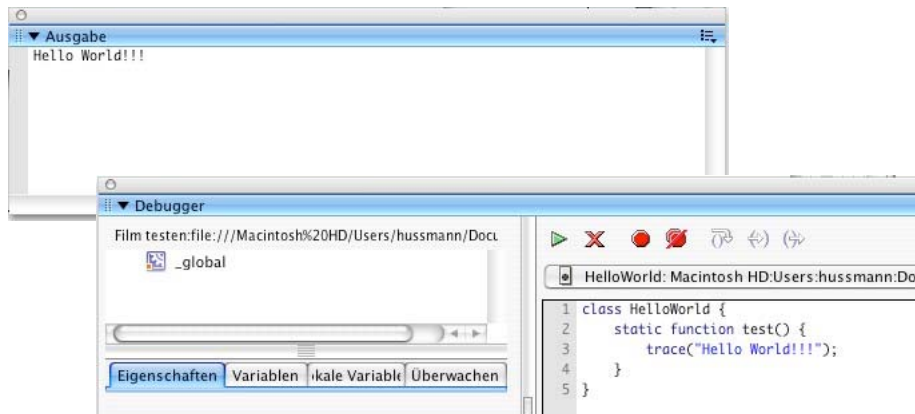 Ausgabe
Hello World!!!
Debugger
Film testen:file:///Macintosh%20HD/Users/hussmann/Docu
_global
Eigenschaften Variablen kale Variable Überwachen
HelloWorld: Macintosh HD:Users:hussmann:Do
1 class HelloWorld {
2 static function test() {
3 trace("Hello World!!!");
4 }
5 }